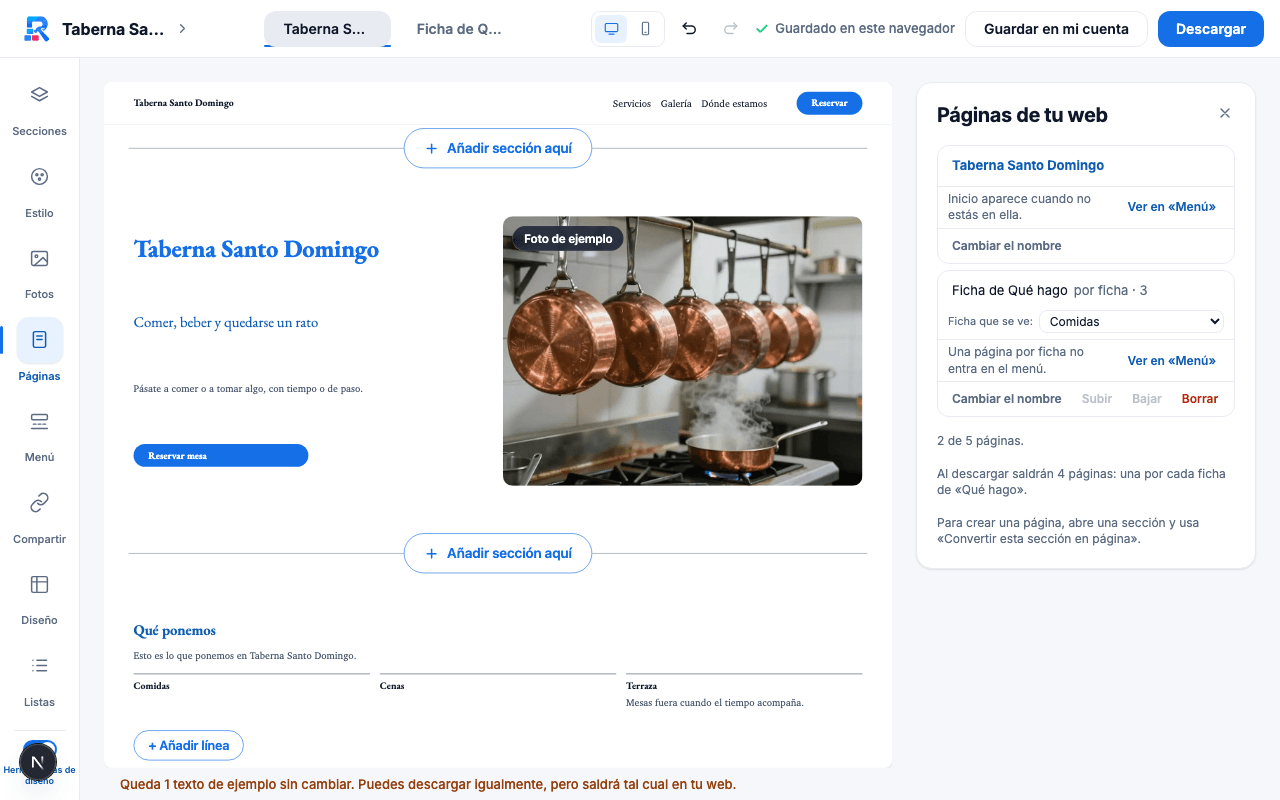 Taberna Sa...
Taberna S...
Ficha de Q...
Guardado en este navegador
Guardar en mi cuenta
Descargar
Secciones
Estilo
Fotos
Páginas
Menú
Compartir
Diseño
Listas
diseño
N
Taberna Santo Domingo
Servicios
Galería
Dónde estamos
Reservar
+ Añadir sección aquí
Taberna Santo Domingo
Comer, beber y quedarse un rato
Pásate a comer o a tomar algo, con tiempo o de paso.
Reservar mesa
Foto de ejemplo
+ Añadir sección aquí
Qué ponemos
Esto es lo que ponemos en Taberna Santo Domingo.
Comidas
Cenas
Terraza
Mesas fuera cuando el tiempo acompaña.
+ Añadir línea
Queda 1 texto de ejemplo sin cambiar. Puedes descargar igualmente, pero saldrá tal cual en tu web.
Páginas de tu web
Taberna Santo Domingo
Inicio aparece cuando no
estás en ella.
Ver en «Menú»
Cambiar el nombre
Ficha de Qué hago por ficha · 3
Ficha que se ve: Comidas
Una página por ficha no
entra en el menú.
Ver en «Menú»
Cambiar el nombre
Subir
Bajar
Borrar
2 de 5 páginas.
Al descargar saldrán 4 páginas: una por cada ficha
de «Qué hago».
Para crear una página, abre una sección y usa
«Convertir esta sección en página».